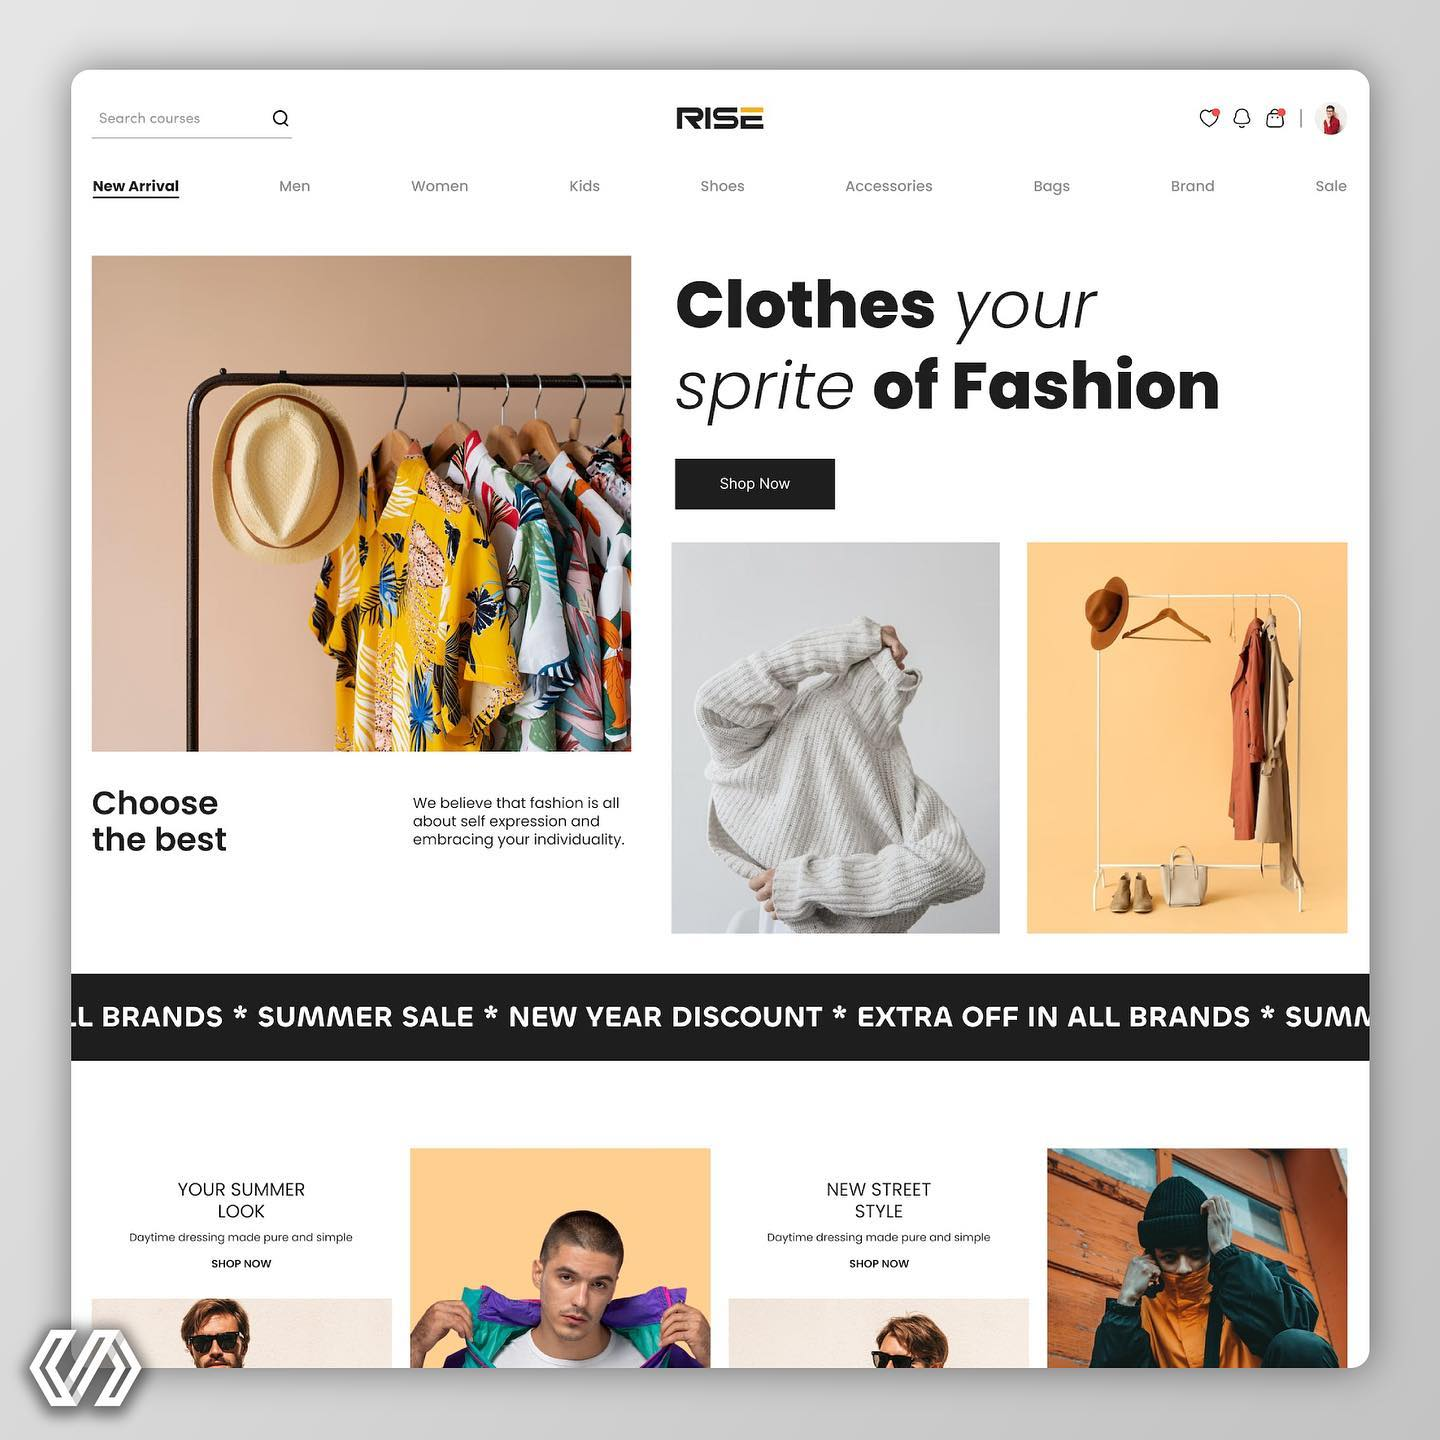 Search courses
RISE
New Arrival Men Women Kids Shoes Accessories Bags Brand Sale
Clothes your
sprite of Fashion
Shop Now
Choose
the best
We believe that fashion is all
about self expression and
embracing your individuality.
LL BRANDS * SUMMER SALE * NEW YEAR DISCOUNT * EXTRA OFF IN ALL BRANDS * SUMM
YOUR SUMMER
LOOK
Daytime dressing made pure and simple
SHOP NOW
NEW STREET
STYLE
Daytime dressing made pure and simple
SHOP NOW